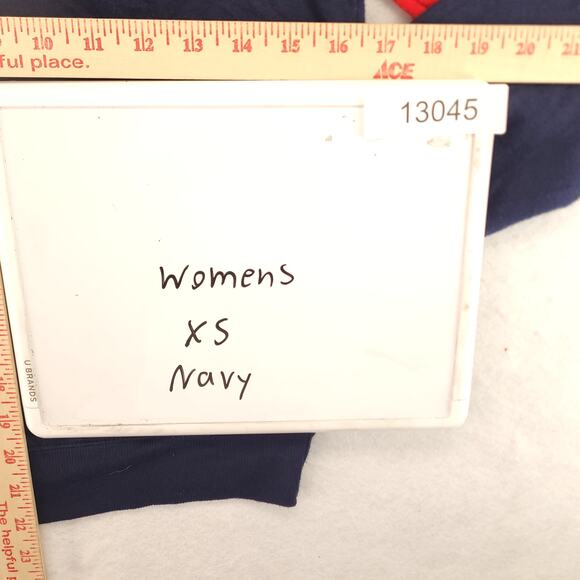 10 11 12 13 14 15 16 17 18 19 20 21
ful place.
ACE
13045
Womens
XS
Navy
U BRANDS
19
20
21
22
23
The helpful